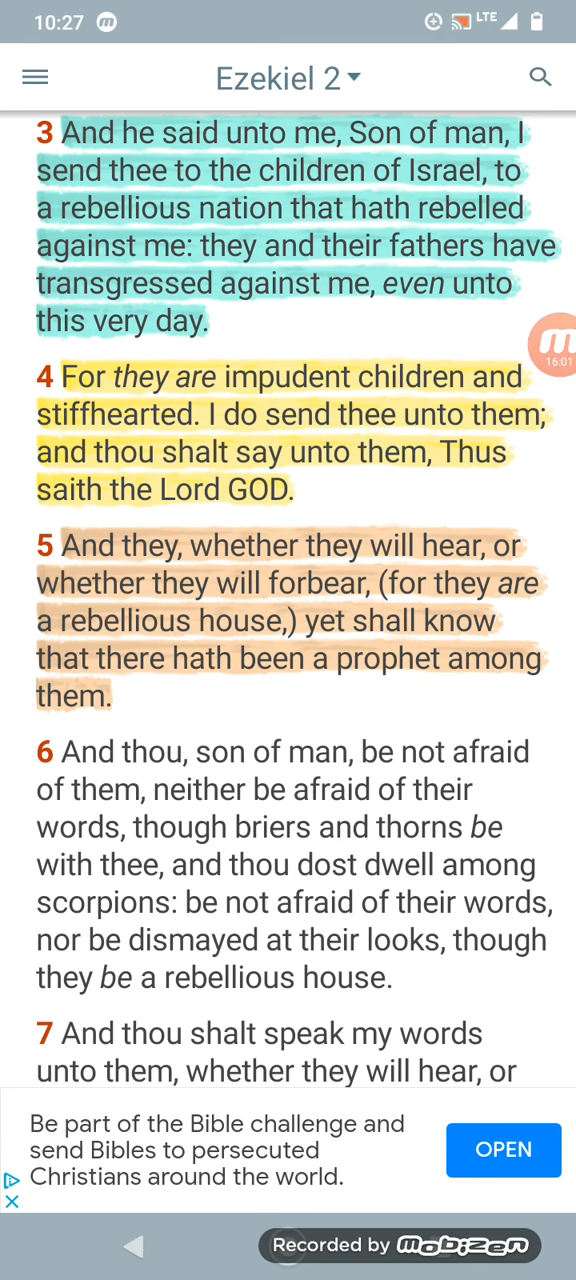 10:27 m LTE
Ezekiel 2
3 And he said unto me, Son of man, I
send thee to the children of Israel, to
a rebellious nation that hath rebelled
against me: they and their fathers have
transgressed against me, even unto
this very day.
m
16:01
4 For they are impudent children and
stiffhearted. I do send thee unto them;
and thou shalt say unto them, Thus
saith the Lord GOD.
5 And they, whether they will hear, or
whether they will forbear, (for they are
a rebellious house,) yet shall know
that there hath been a prophet among
them.
6 And thou, son of man, be not afraid
of them, neither be afraid of their
words, though briers and thorns be
with thee, and thou dost dwell among
scorpions: be not afraid of their words,
nor be dismayed at their looks, though
they be a rebellious house.
7 And thou shalt speak my words
unto them, whether they will hear, or
Be part of the Bible challenge and
send Bibles to persecuted
Christians around the world.
OPEN
Recorded by mobizen